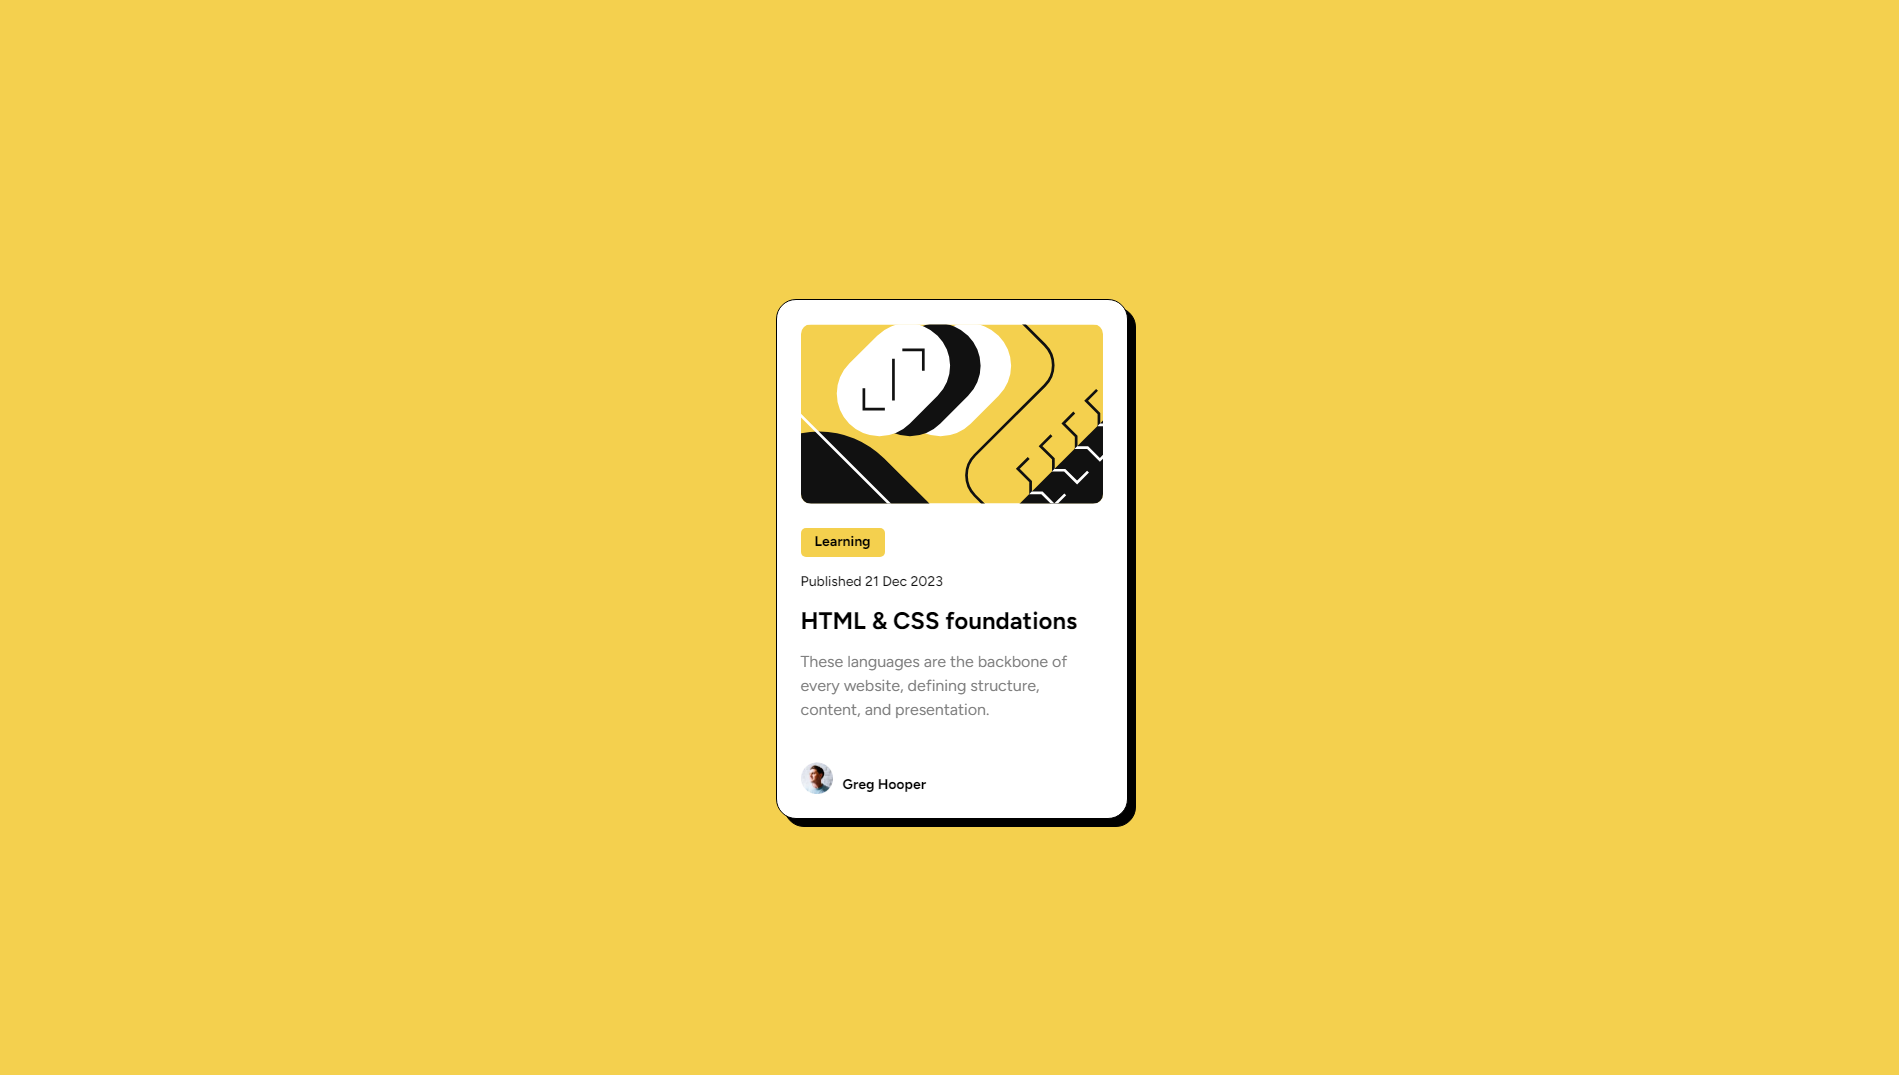 Learning
Published 21 Dec 2023
HTML & CSS foundations
These languages are the backbone of
every website, defining structure,
content, and presentation.
Greg Hooper